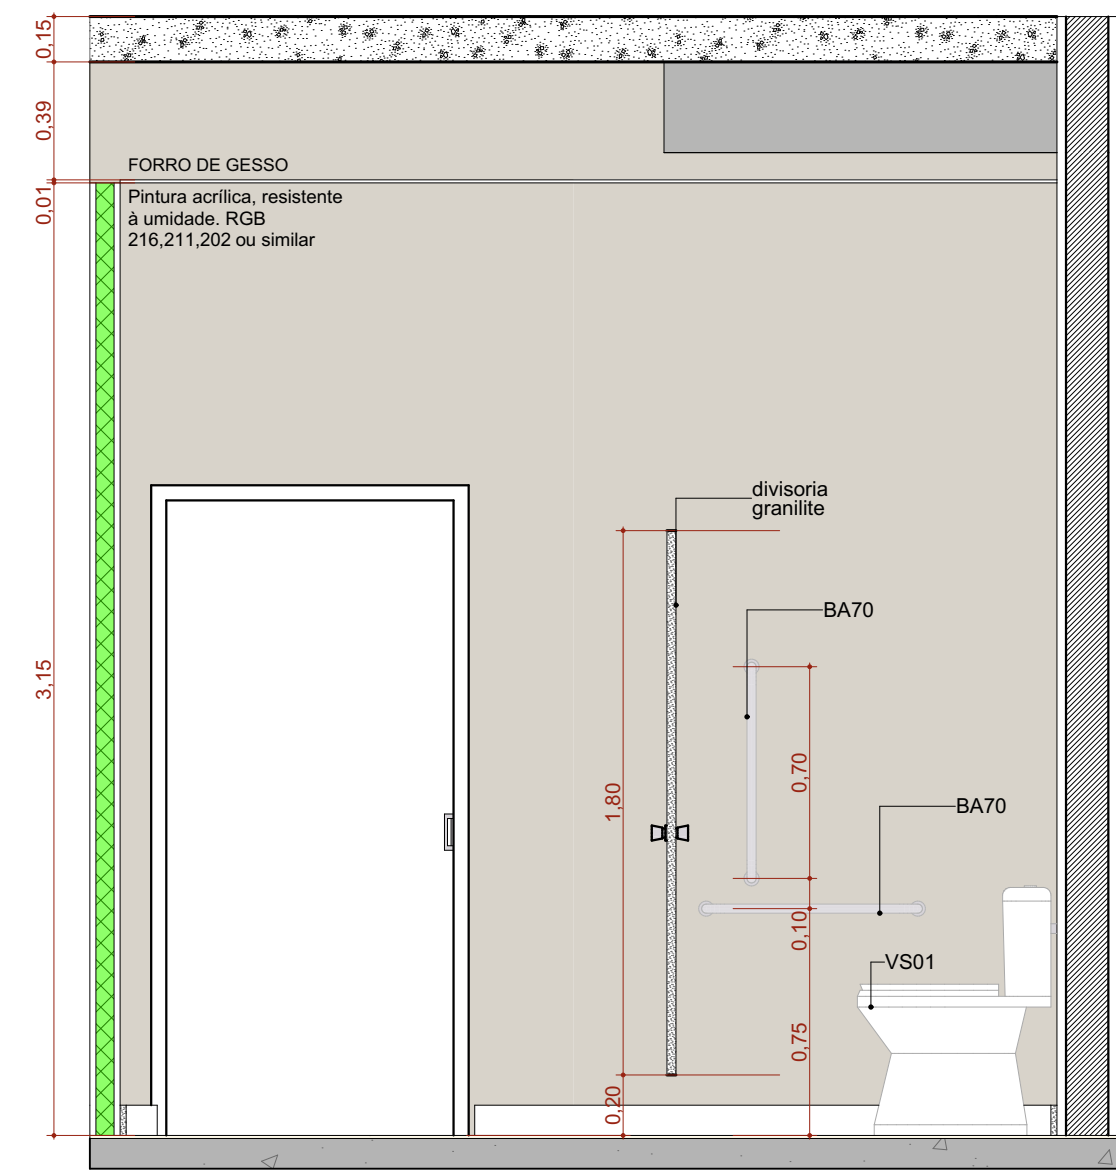 0,15
0,39
FORRO DE GESSO
0,01
Pintura acrílica, resistente
à umidade. RGB
216,211,202 ou similar
divisoria
granilite
BA70
3,15
0,70
1,80
BA70
0,10
VS01
0,75
0,20